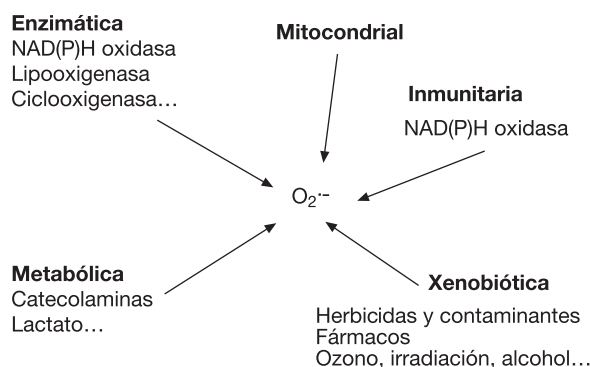 Enzimática
NAD(P)H oxidasa
Lipooxigenasa
Ciclooxigenasa…
Mitocondrial
Inmunitaria
NAD(P)H oxidasa
O₂·-
Metabólica
Catecolaminas
Lactato…
Xenobiótica
Herbicidas y contaminantes
Fármacos
Ozono, irradiación, alcohol…